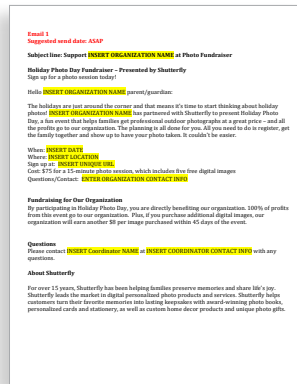 Email 1
Suggested send date: ASAP
Subject line: Support INSERT ORGANIZATION NAME at Photo Fundraiser
Holiday Photo Day Fundraiser – Presented by Shutterfly
Sign up for a photo session today!
Hello INSERT ORGANIZATION NAME parent/guardian:
The holidays are just around the corner and that means it's time to start thinking about holiday
photos! INSERT ORGANIZATION NAME has partnered with Shutterfly to present Holiday Photo
Day, a fun event that helps families get professional outdoor photographs at a great price – and all
the profits go to our organization. The planning is all done for you. All you need to do is register, get
the family together and show up to have your photo taken. It couldn't be easier.
When: INSERT DATE
Where: INSERT LOCATION
Sign up at: INSERT UNIQUE URL
Cost: $75 for a 15-minute photo session, which includes five free digital images
Questions/Contact: ENTER ORGANIZATION CONTACT INFO
Fundraising for Our Organization
By participating in Holiday Photo Day, you are directly benefiting our organization. 100% of profits
from this event go to our organization. Plus, if you purchase additional digital images, our
organization will earn another $8 per image purchased within 45 days of the event.
Questions
Please contact INSERT Coordinator NAME at INSERT COORDINATOR CONTACT INFO with any
questions.
About Shutterfly
For over 15 years, Shutterfly has been helping families preserve memories and share life's joy.
Shutterfly leads the market in digital personalized photo products and services. Shutterfly helps
customers turn their favorite memories into lasting keepsakes with award-winning photo books,
personalized cards and stationery, as well as custom home decor products and unique photo gifts.